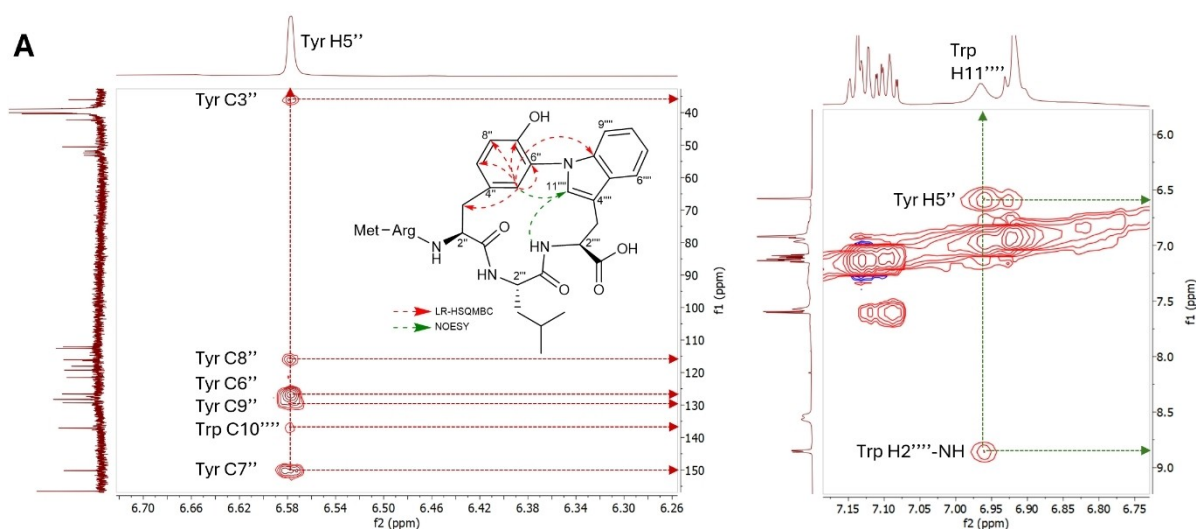 A
Tyr H5’’
Tyr C3’’
Tyr C8’’
Tyr C6’’
Tyr C9’’
Trp C10’’’’
Tyr C7’’
40
50
60
70
80
90
100
110
120
130
140
150
f1 (ppm)
6.70
6.66
6.62
6.58
6.54
6.50
6.46
6.42
6.38
6.34
6.30
6.26
f2 (ppm)
OH
8''
6''
4''
9''''
N
11''''
6''''
4''''
Met
Arg
N
H
2''
O
NH
2'''
O
NH
2''''
OH
O
LR-HSQMBC
NOESY
Trp
H11’’’’
Tyr H5’’
Trp H2’’’’-NH
6.0
6.5
7.0
7.5
8.0
8.5
9.0
f1 (ppm)
7.15
7.10
7.05
7.00
6.95
6.90
6.85
6.80
6.75
f2 (ppm)